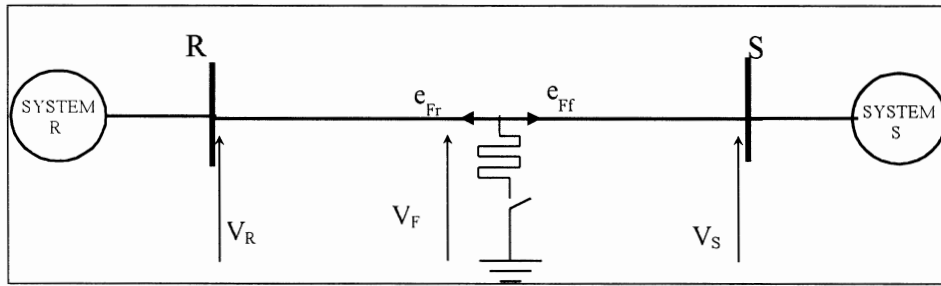 R
S
SYSTEM
R
e_Fr
e_Ff
SYSTEM
S
V_R
V_F
V_S